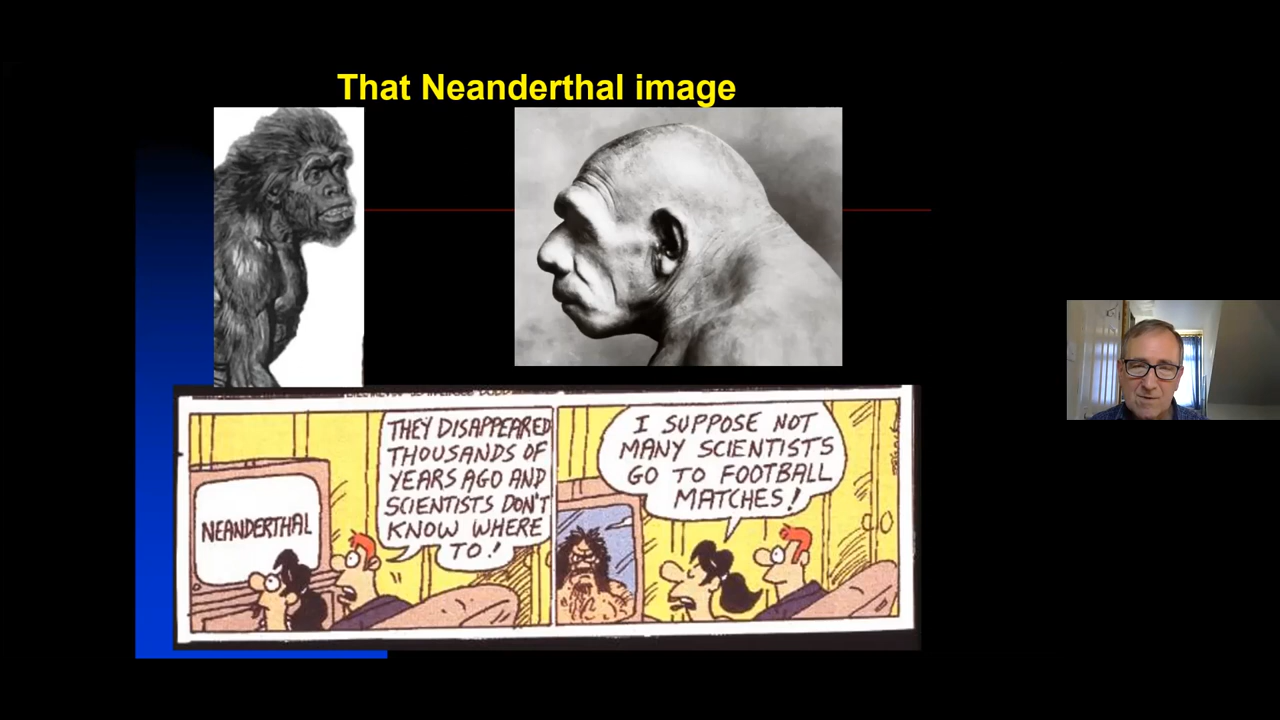 That Neanderthal image
THEY DISAPPEARED
THOUSANDS OF
YEARS AGO AND
SCIENTISTS DON'T
KNOW WHERE
TO!
NEANDERTHAL
I SUPPOSE NOT
MANY SCIENTISTS
GO TO FOOTBALL
MATCHES!